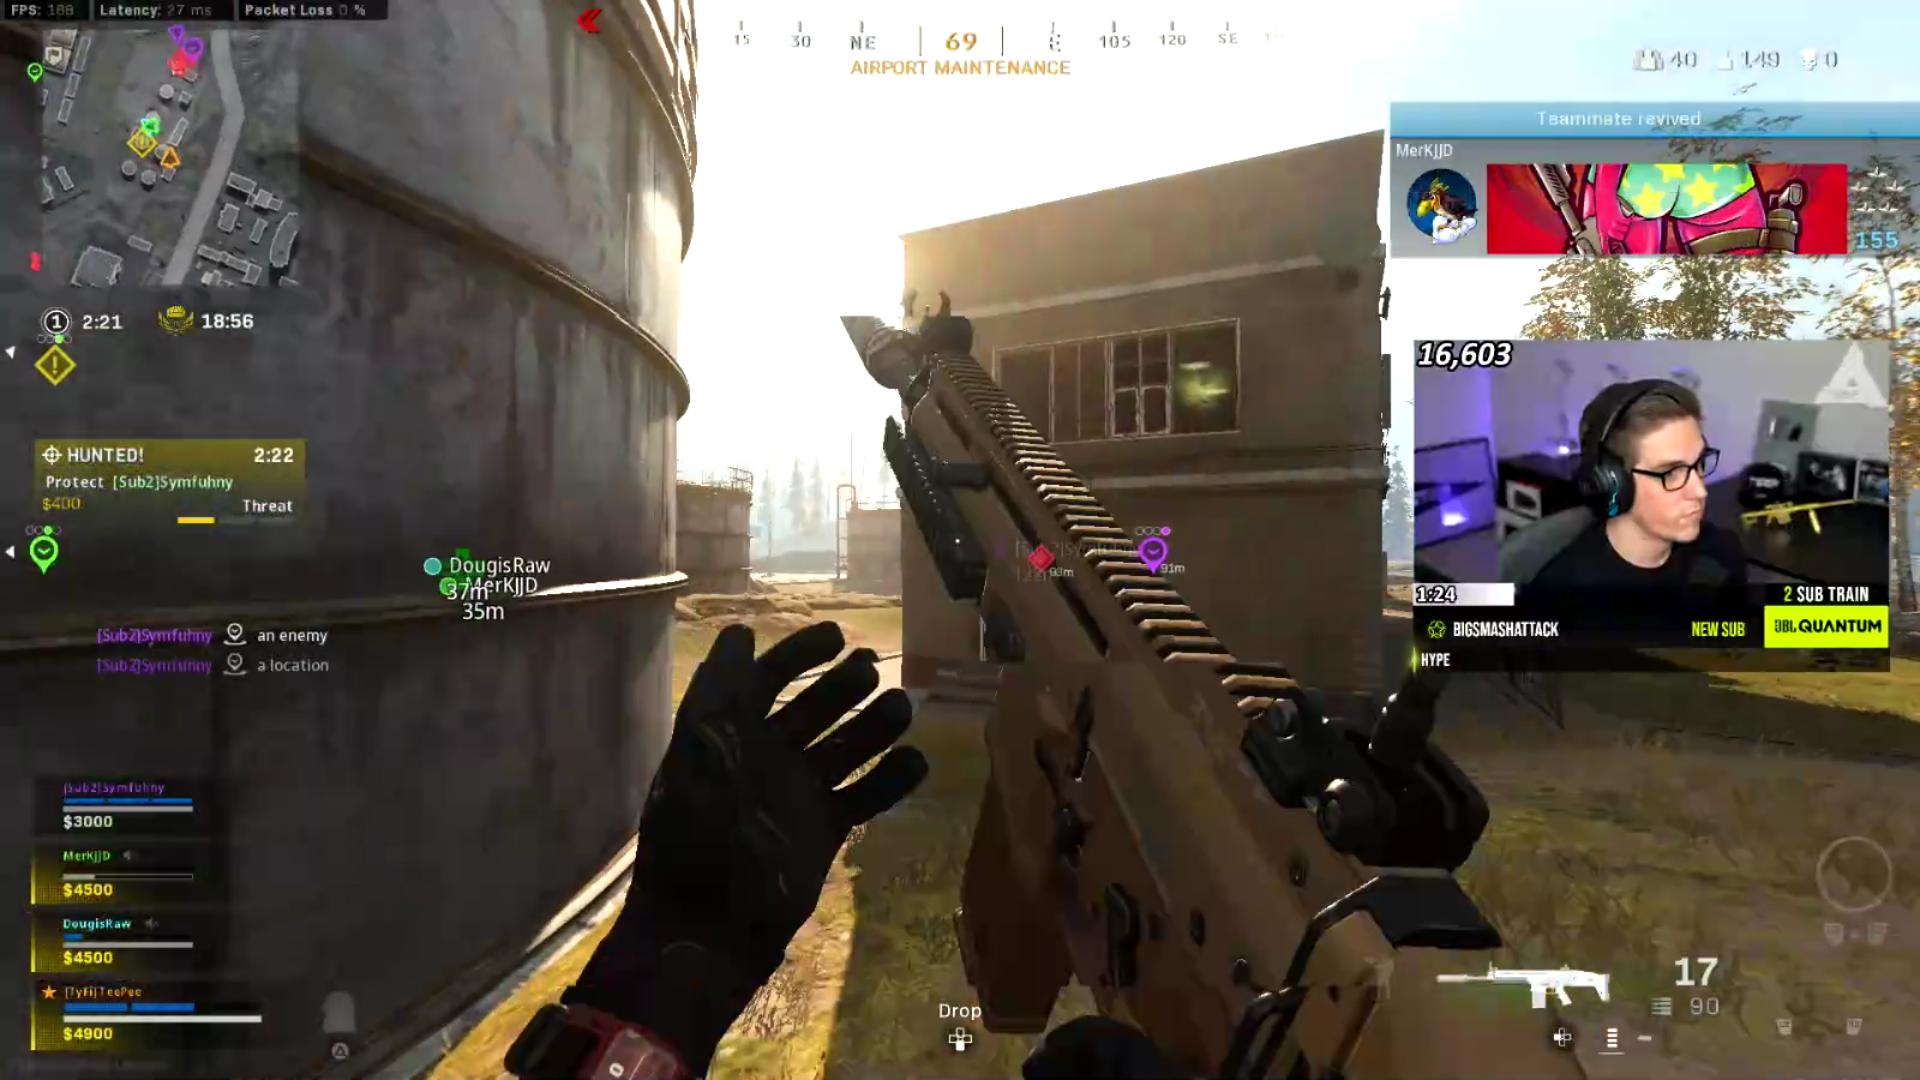 FPS: 188 Latency: 27 ms Packet Loss 0 %
15 30 NE 69 E 105 120 SE
AIRPORT MAINTENANCE
40 149 0
Teammate revived
MerKJJD
155
1 2:21 18:56
16,603
HUNTED! 2:22
Protect [Sub2]Symfuhny
$400 Threat
DougisRaw
MerKJJD
37m
35m
93m
91m
[Sub2]Symfuhny an enemy
[Sub2]Symfuhny a location
1:24 2 SUB TRAIN
BIGSMASHATTACK NEW SUB JBL QUANTUM
HYPE
[Sub2]Symfuhny
$3000
MerKJJD
$4500
DougisRaw
$4500
[TyFi]TeePee
$4900
Drop
17
90